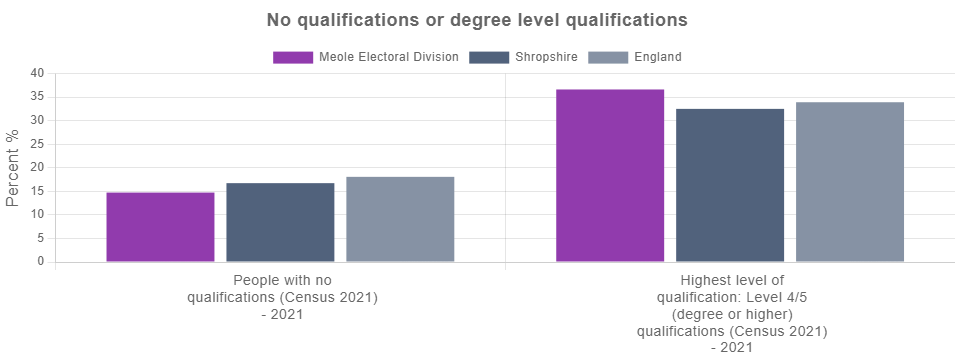 No qualifications or degree level qualifications
Meole Electoral Division Shropshire England
Percent %
40
35
30
25
20
15
10
5
0
People with no
qualifications (Census 2021)
- 2021
Highest level of
qualification: Level 4/5
(degree or higher)
qualifications (Census 2021)
- 2021